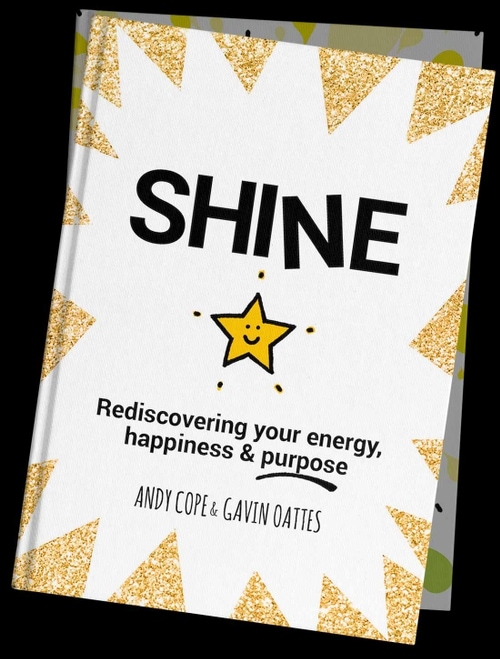 SHINE
Rediscovering your energy,
happiness & purpose
ANDY COPE & GAVIN OATTES